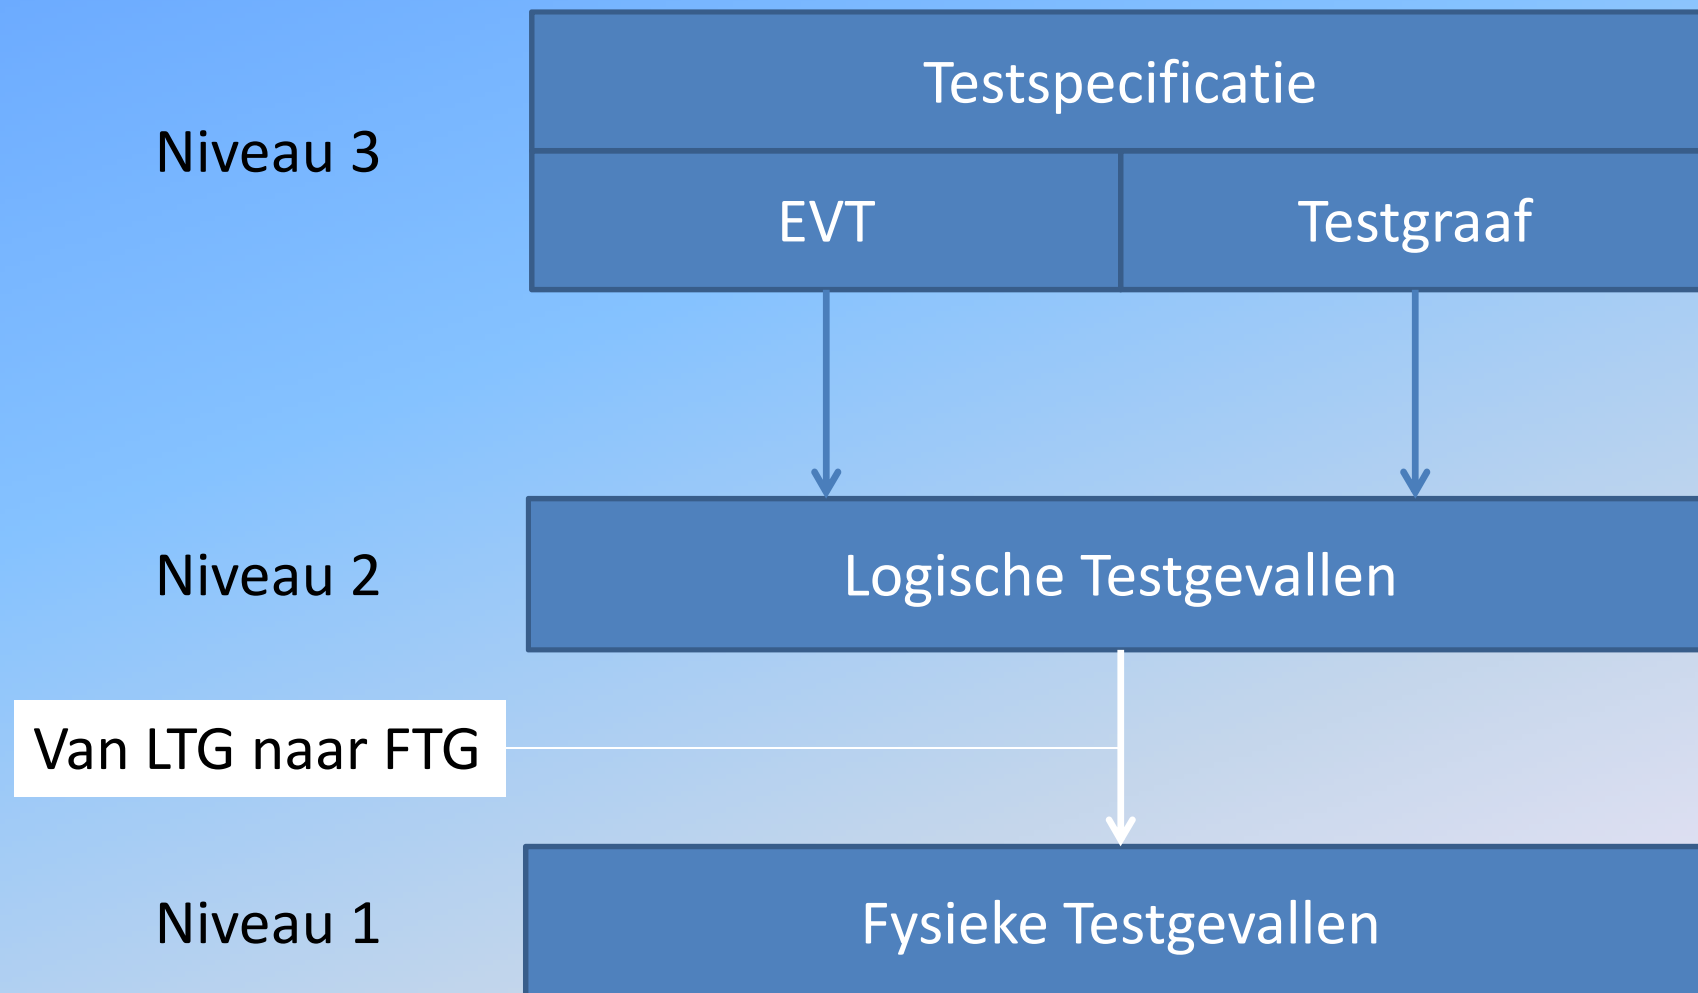 Testspecificatie
Niveau 3
EVT
Testgraaf
Niveau 2
Logische Testgevallen
Van LTG naar FTG
Niveau 1
Fysieke Testgevallen